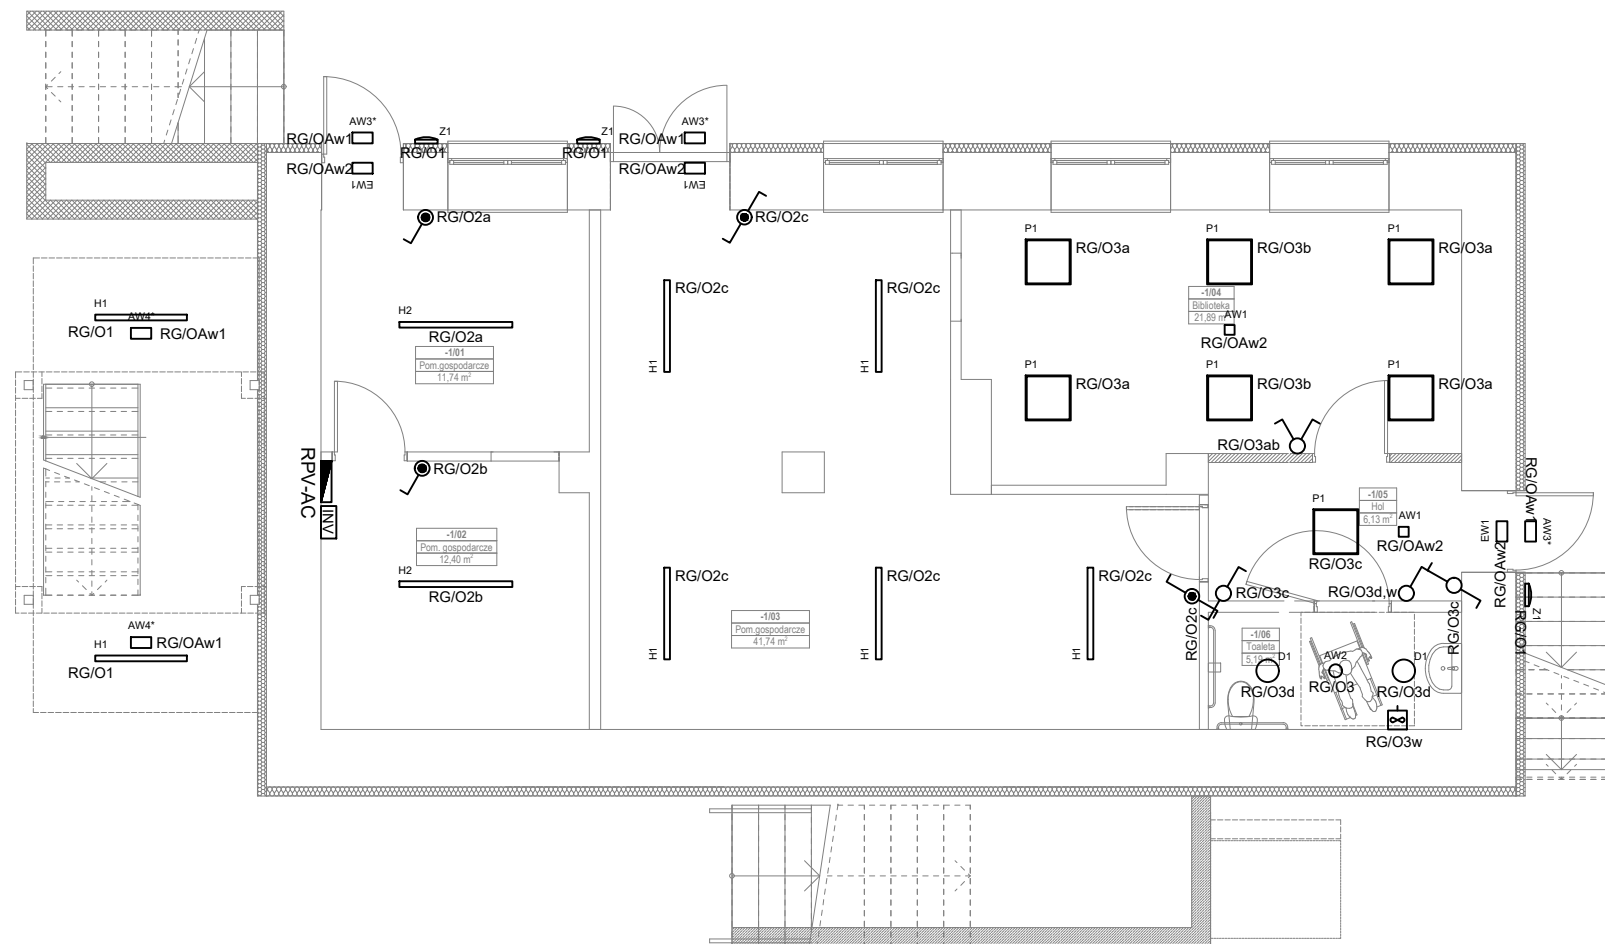 AW3*
RG/OAw1
Z1
RG/O1
RG/OAw2
EW1
Z1
RG/O1
AW3*
RG/OAw1
RG/OAw2
EW1
RG/O2a
RG/O2c
P1
RG/O3a
P1
RG/O3b
P1
RG/O3a
H1
RG/O1
AW4*
RG/OAw1
H2
RG/O2a
-1/01
Pom.gospodarcze
11,74 m²
RG/O2c
H1
RG/O2c
H1
-1/04
Biblioteka
21,89 m²
AW1
RG/OAw2
P1
RG/O3a
P1
RG/O3b
P1
RG/O3a
RG/O3ab
RPV-AC
INV
RG/O2b
-1/02
Pom. gospodarcze
12,40 m²
H2
RG/O2b
P1
RG/O3c
-1/05
Hol
6,13 m²
AW1
RG/OAw2
EW1
RG/OAw2
RG/OAw1
AW3*
RG/O2c
H1
RG/O2c
H1
RG/O2c
H1
-1/03
Pom.gospodarcze
41,74 m²
RG/O2c
RG/O3c
RG/O3d,w
RG/O3c
Z1
RG/O1
AW4*
RG/OAw1
H1
RG/O1
-1/06
Toaleta
D1
RG/O3d
AW2
RG/O3
D1
RG/O3d
RG/O3w